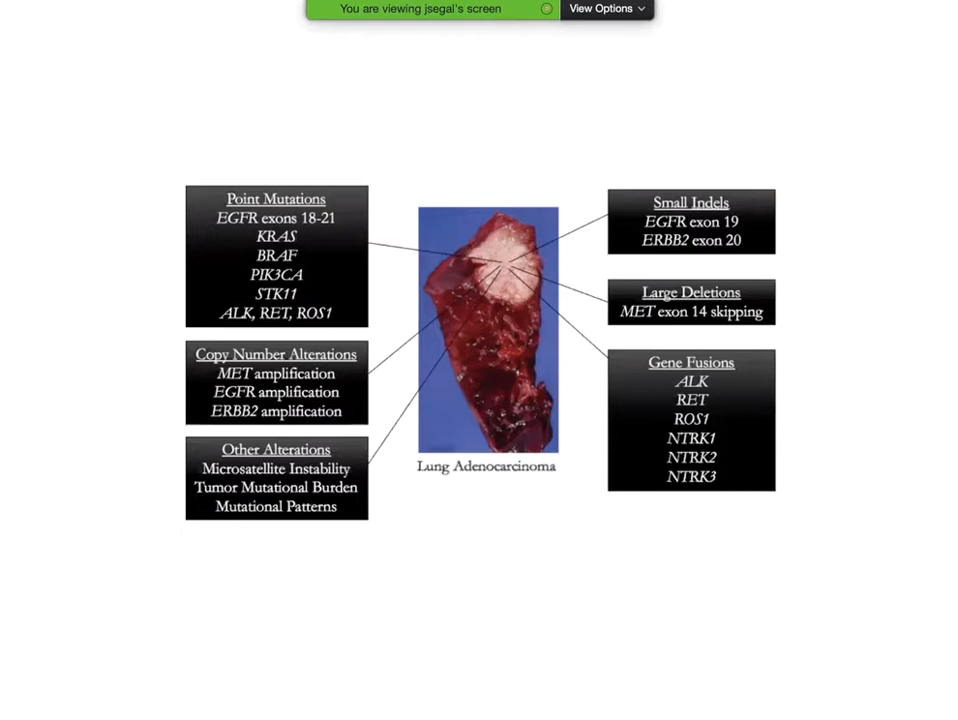 You are viewing jsegal's screen
View Options
Point Mutations
EGFR exons 18-21
KRAS
BRAF
PIK3CA
STK11
ALK, RET, ROS1
Copy Number Alterations
MET amplification
EGFR amplification
ERBB2 amplification
Other Alterations
Microsatellite Instability
Tumor Mutational Burden
Mutational Patterns
Lung Adenocarcinoma
Small Indels
EGFR exon 19
ERBB2 exon 20
Large Deletions
MET exon 14 skipping
Gene Fusions
ALK
RET
ROS1
NTRK1
NTRK2
NTRK3